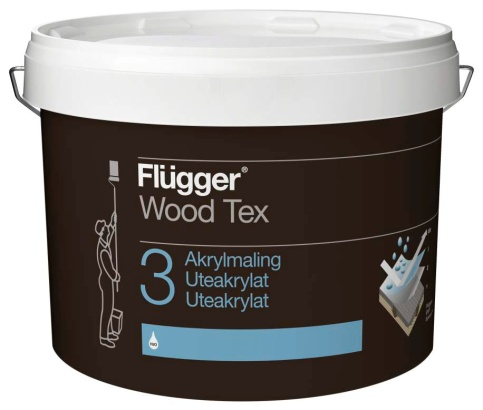 Flügger®
Wood Tex
3
Akrylmaling
Uteakrylat
Uteakrylat